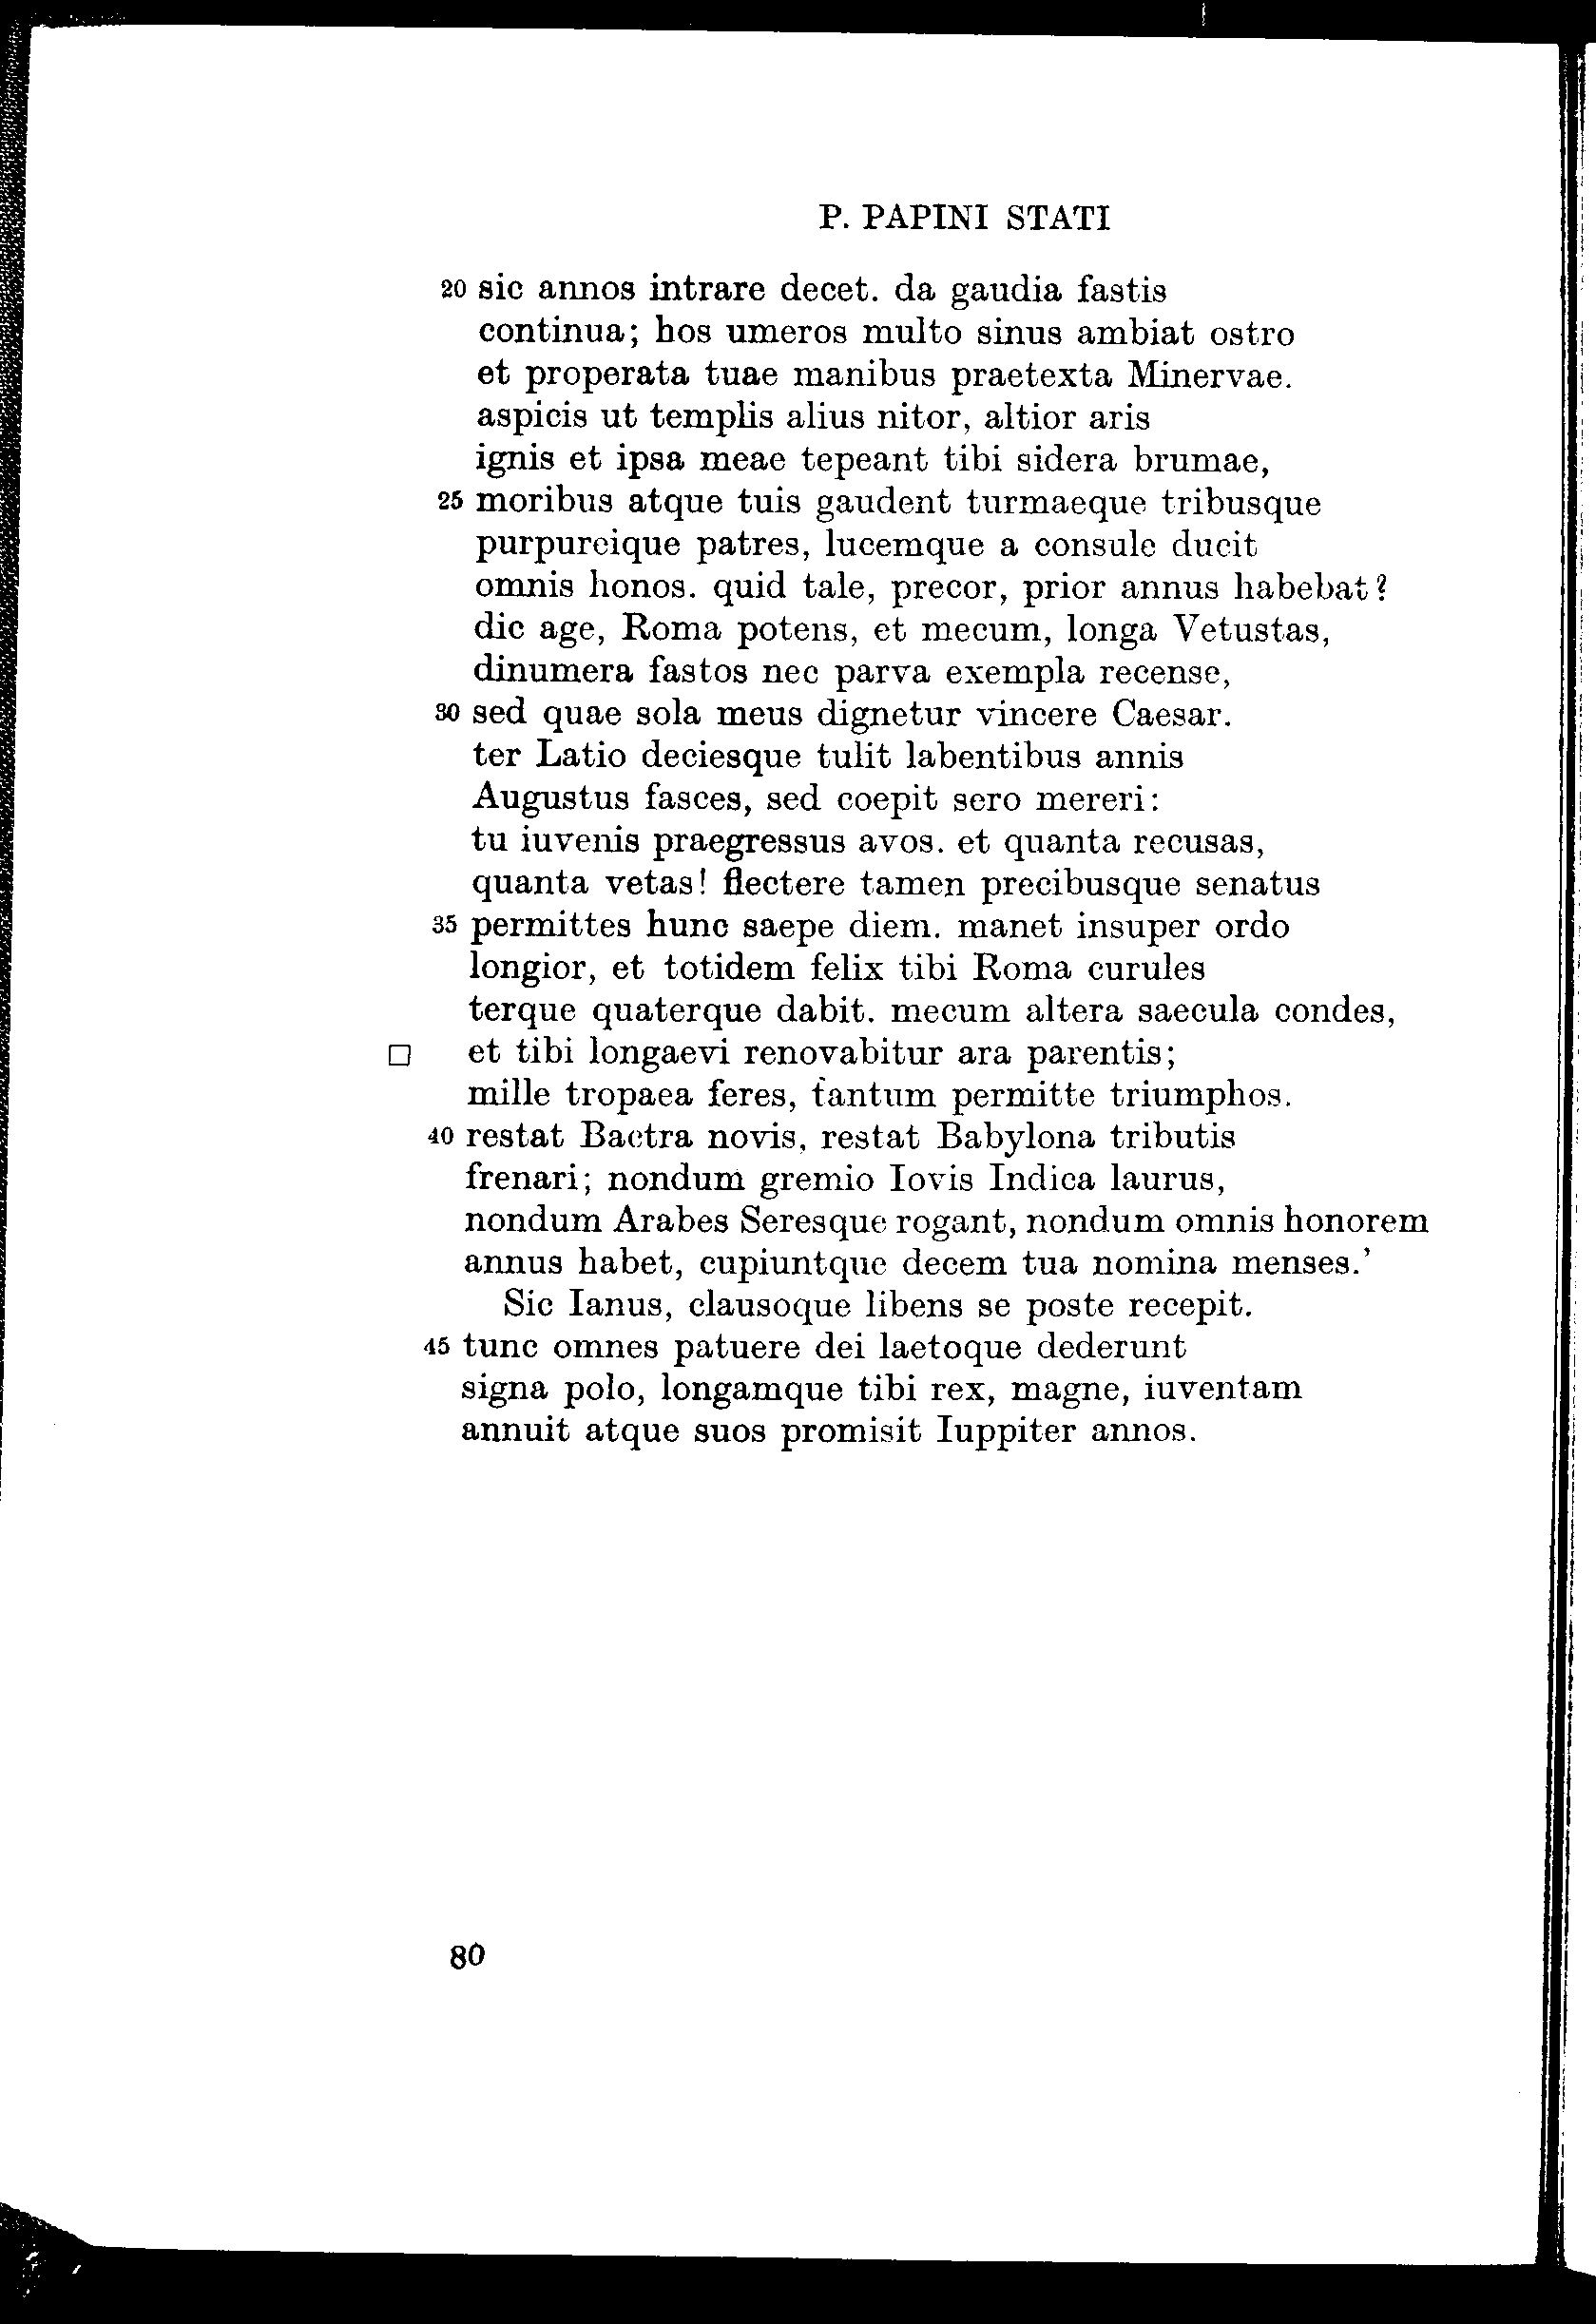 P. PAPINI STATI
20 sic annos intrare decet. da gaudia fastis
continua; hos umeros multo sinus ambiat ostro
et properata tuae manibus praetexta Minervae.
aspicis ut templis alius nitor, altior aris
ignis et ipsa meae tepeant tibi sidera brumae,
25 moribus atque tuis gaudent turmaeque tribusque
purpureique patres, lucemque a consule ducit
omnis honos. quid tale, precor, prior annus habebat?
dic age, Roma potens, et mecum, longa Vetustas,
dinumera fastos nec parva exempla recense,
30 sed quae sola meus dignetur vincere Caesar.
ter Latio deciesque tulit labentibus annis
Augustus fasces, sed coepit sero mereri:
tu iuvenis praegressus avos. et quanta recusas,
quanta vetas! flectere tamen precibusque senatus
35 permittes hunc saepe diem. manet insuper ordo
longior, et totidem felix tibi Roma curules
terque quaterque dabit. mecum altera saecula condes,
□ et tibi longaevi renovabitur ara parentis;
mille tropaea feres, tantum permitte triumphos.
40 restat Bactra novis, restat Babylona tributis
frenari; nondum gremio Iovis Indica laurus,
nondum Arabes Seresque rogant, nondum omnis honorem
annus habet, cupiuntque decem tua nomina menses.’
Sic Ianus, clausoque libens se poste recepit.
45 tunc omnes patuere dei laetoque dederunt
signa polo, longamque tibi rex, magne, iuventam
annuit atque suos promisit Iuppiter annos.
80